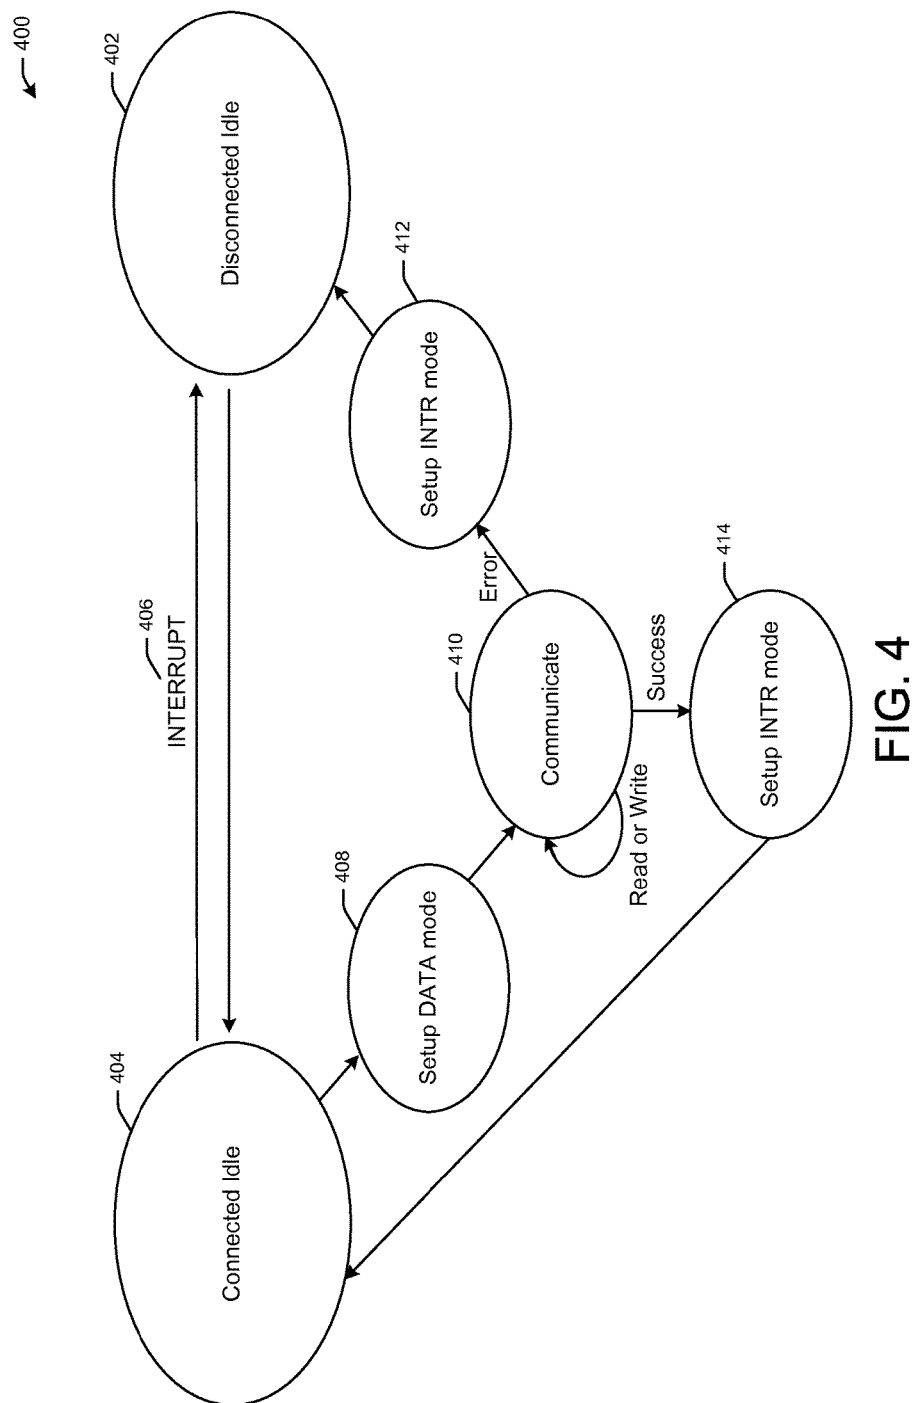 400
402
Disconnected Idle
412
Setup INTR mode
406
INTERRUPT
Error
410
Communicate
Success
414
Setup INTR mode
Read or Write
408
Setup DATA mode
404
Connected Idle
FIG. 4